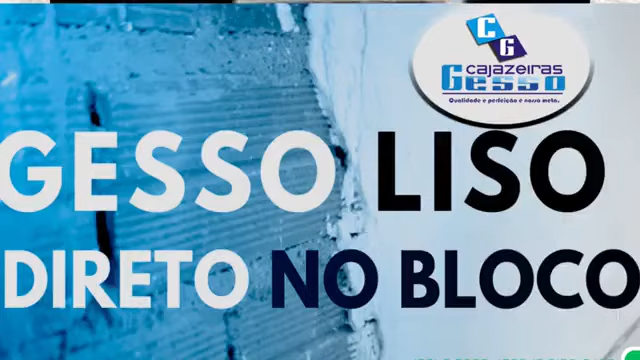 CG
Cajazeiras
Gesso
Qualidade e perfeição é nossa meta.
GESSO LISO
DIRETO NO BLOCO